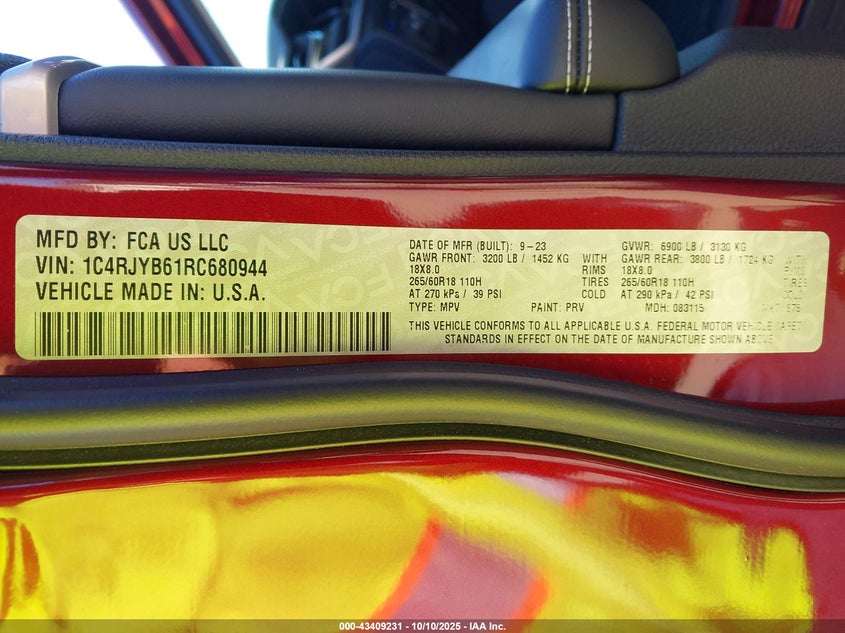 MFD BY: FCA US LLC
VIN: 1C4RJYB61RC680944
VEHICLE MADE IN: U.S.A.
DATE OF MFR (BUILT): 9-23 GVWR: 6900 LB / 3130 KG
GAWR FRONT: 3200 LB / 1452 KG WITH GAWR REAR: 3800 LB / 1724 KG WITH
18X8.0 RIMS 18X8.0 RIMS
265/60R18 110H TIRES 265/60R18 110H TIRES
AT 270 kPa / 39 PSI COLD AT 290 kPa / 42 PSI COLD
TYPE: MPV PAINT: PRV MDH: 083115
THIS VEHICLE CONFORMS TO ALL APPLICABLE U.S.A. FEDERAL MOTOR VEHICLE SAFETY
STANDARDS IN EFFECT ON THE DATE OF MANUFACTURE SHOWN ABOVE.
000-43409231 - 10/10/2025 - IAA Inc.